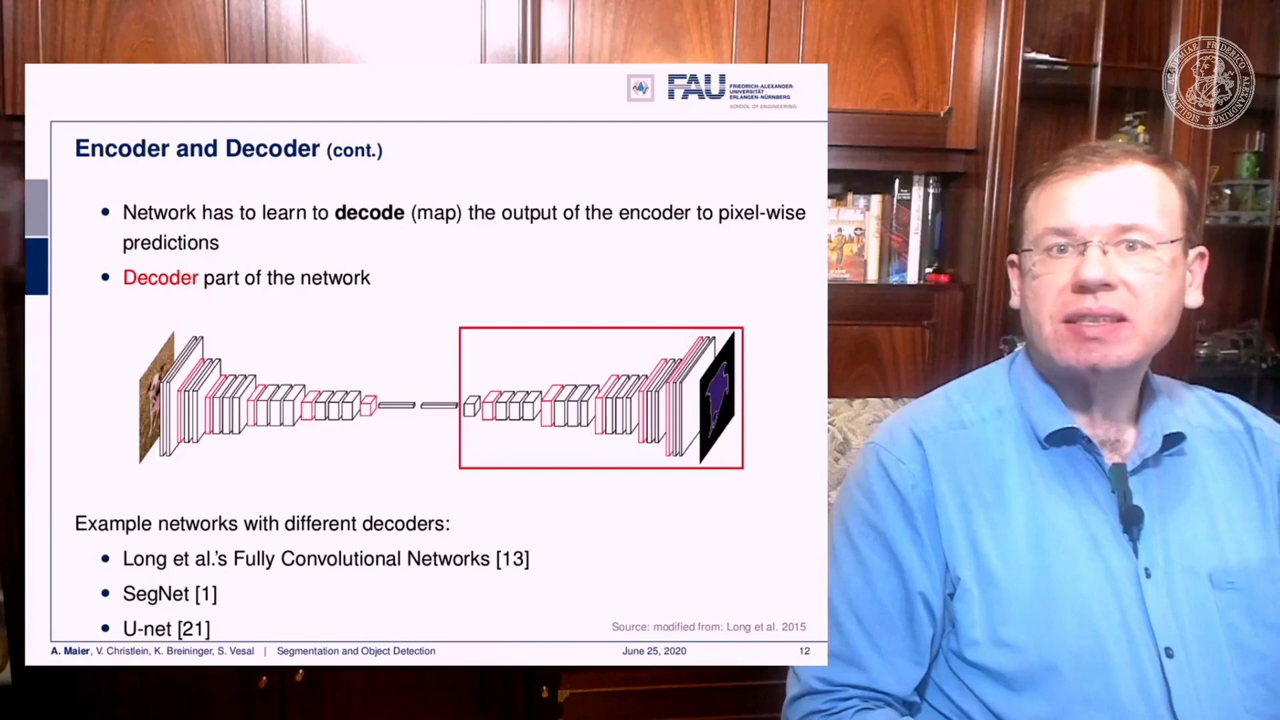 FAU
FRIEDRICH-ALEXANDER-
UNIVERSITÄT
ERLANGEN-NÜRNBERG
SCHOOL OF ENGINEERING
Encoder and Decoder (cont.)
• Network has to learn to decode (map) the output of the encoder to pixel-wise
predictions
• Decoder part of the network
Example networks with different decoders:
• Long et al.'s Fully Convolutional Networks [13]
• SegNet [1]
• U-net [21]
Source: modified from: Long et al. 2015
A. Maier, V. Christlein, K. Breininger, S. Vesal | Segmentation and Object Detection June 25, 2020 12